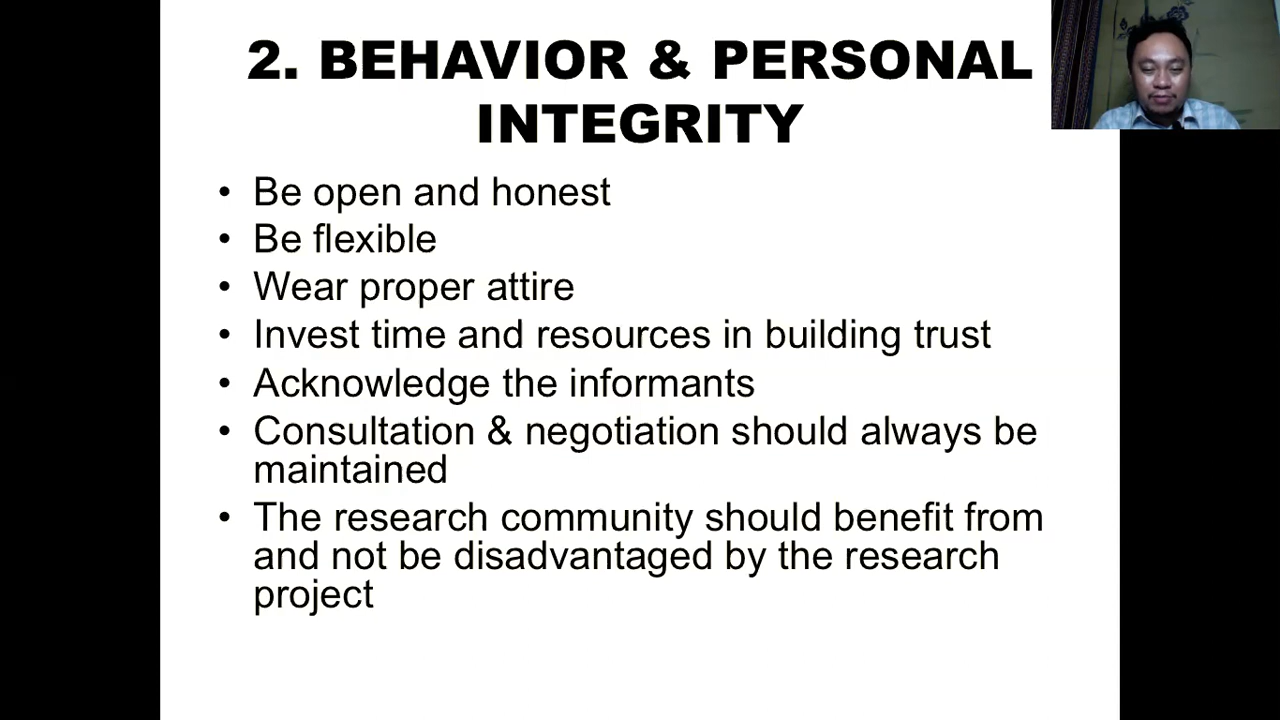 2. BEHAVIOR & PERSONAL
INTEGRITY
• Be open and honest
• Be flexible
• Wear proper attire
• Invest time and resources in building trust
• Acknowledge the informants
• Consultation & negotiation should always be
maintained
• The research community should benefit from
and not be disadvantaged by the research
project